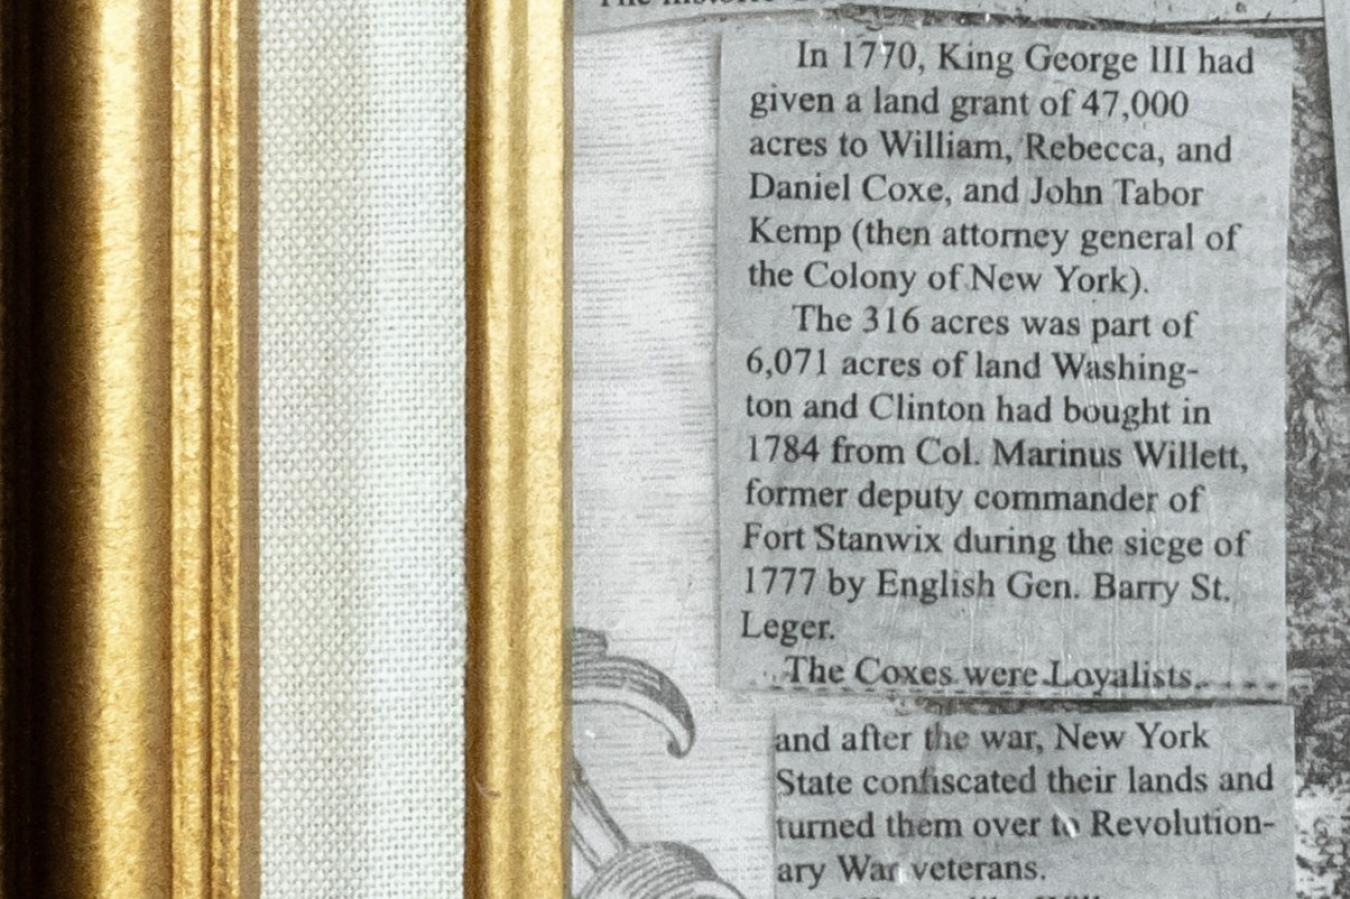 In 1770, King George III had
given a land grant of 47,000
acres to William, Rebecca, and
Daniel Coxe, and John Tabor
Kemp (then attorney general of
the Colony of New York).
The 316 acres was part of
6,071 acres of land Washing-
ton and Clinton had bought in
1784 from Col. Marinus Willett,
former deputy commander of
Fort Stanwix during the siege of
1777 by English Gen. Barry St.
Leger.
The Coxes were Loyalists
and after the war, New York
State confiscated their lands and
turned them over to Revolution-
ary War veterans.